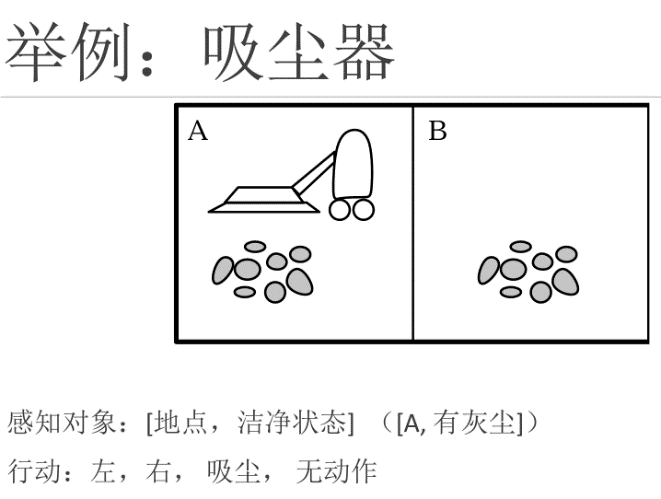 举例：吸尘器
A
B
感知对象：[地点，洁净状态] （[A, 有灰尘]）
行动：左，右， 吸尘， 无动作